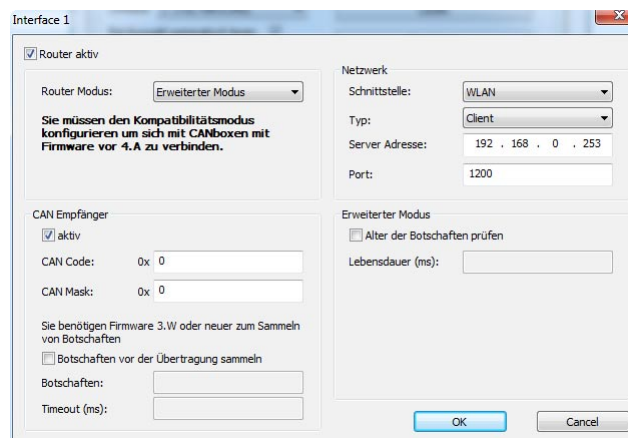 Interface 1
Router aktiv
Router Modus: Erweiterter Modus
Sie müssen den Kompatibilitätsmodus
konfigurieren um sich mit CANboxen mit
Firmware vor 4.A zu verbinden.
Netzwerk
Schnittstelle: WLAN
Typ: Client
Server Adresse: 192 . 168 . 0 . 253
Port: 1200
CAN Empfänger
aktiv
CAN Code: 0x 0
CAN Mask: 0x 0
Sie benötigen Firmware 3.W oder neuer zum Sammeln
von Botschaften
Botschaften vor der Übertragung sammeln
Botschaften:
Timeout (ms):
Erweiterter Modus
Alter der Botschaften prüfen
Lebensdauer (ms):
OK Cancel